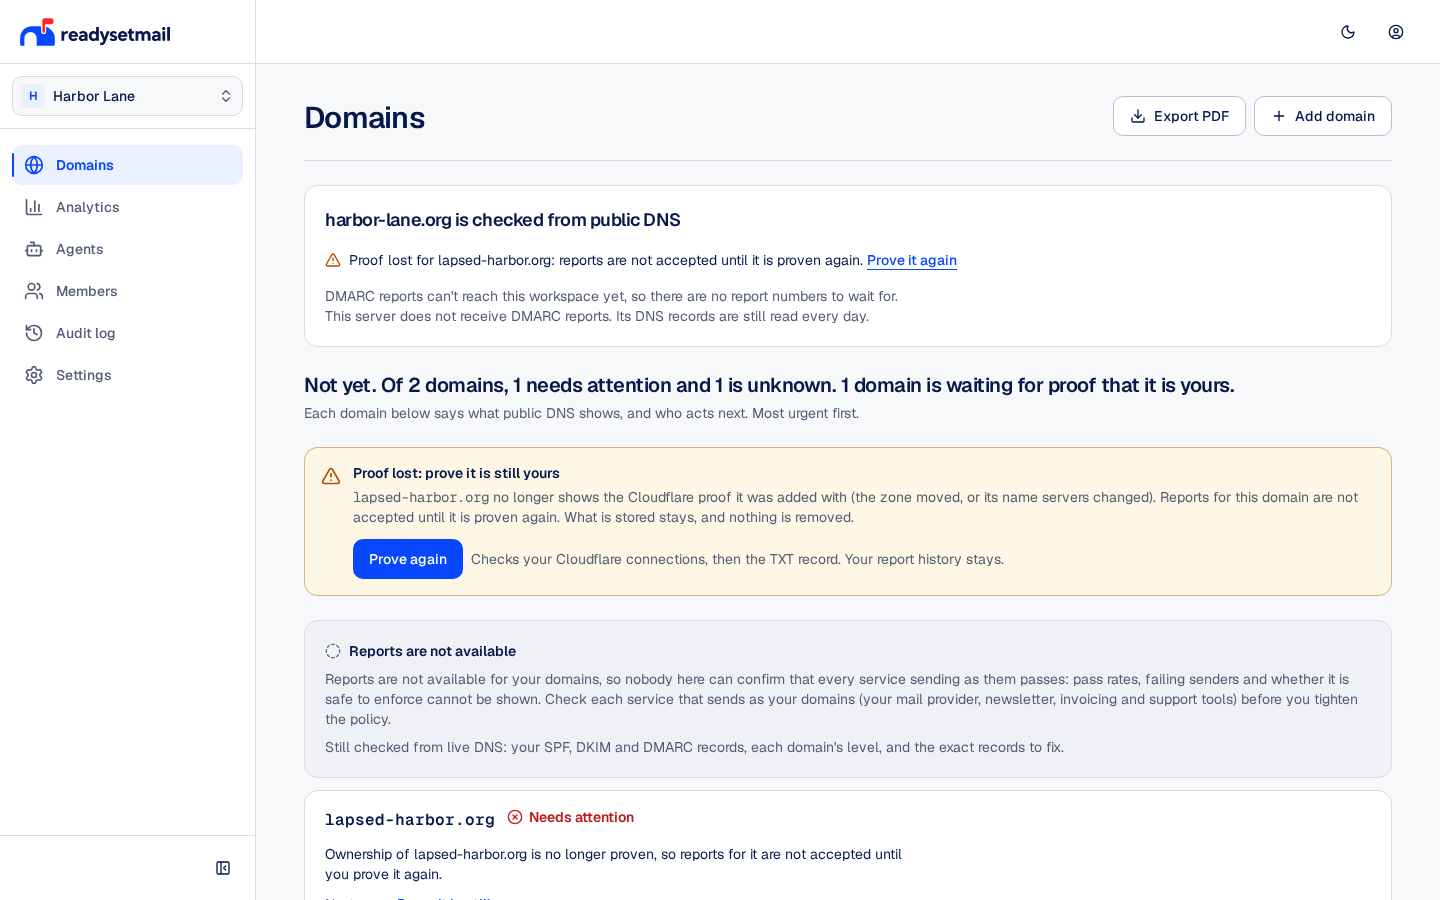 readysetmail
H Harbor Lane
Domains
Analytics
Agents
Members
Audit log
Settings
Domains
Export PDF
Add domain
harbor-lane.org is checked from public DNS
Proof lost for lapsed-harbor.org: reports are not accepted until it is proven again. Prove it again
DMARC reports can't reach this workspace yet, so there are no report numbers to wait for.
This server does not receive DMARC reports. Its DNS records are still read every day.
Not yet. Of 2 domains, 1 needs attention and 1 is unknown. 1 domain is waiting for proof that it is yours.
Each domain below says what public DNS shows, and who acts next. Most urgent first.
Proof lost: prove it is still yours
lapsed-harbor.org no longer shows the Cloudflare proof it was added with (the zone moved, or its name servers changed). Reports for this domain are not
accepted until it is proven again. What is stored stays, and nothing is removed.
Prove again
Checks your Cloudflare connections, then the TXT record. Your report history stays.
Reports are not available
Reports are not available for your domains, so nobody here can confirm that every service sending as them passes: pass rates, failing senders and whether it is
safe to enforce cannot be shown. Check each service that sends as your domains (your mail provider, newsletter, invoicing and support tools) before you tighten
the policy.
Still checked from live DNS: your SPF, DKIM and DMARC records, each domain's level, and the exact records to fix.
lapsed-harbor.org
Needs attention
Ownership of lapsed-harbor.org is no longer proven, so reports for it are not accepted until
you prove it again.